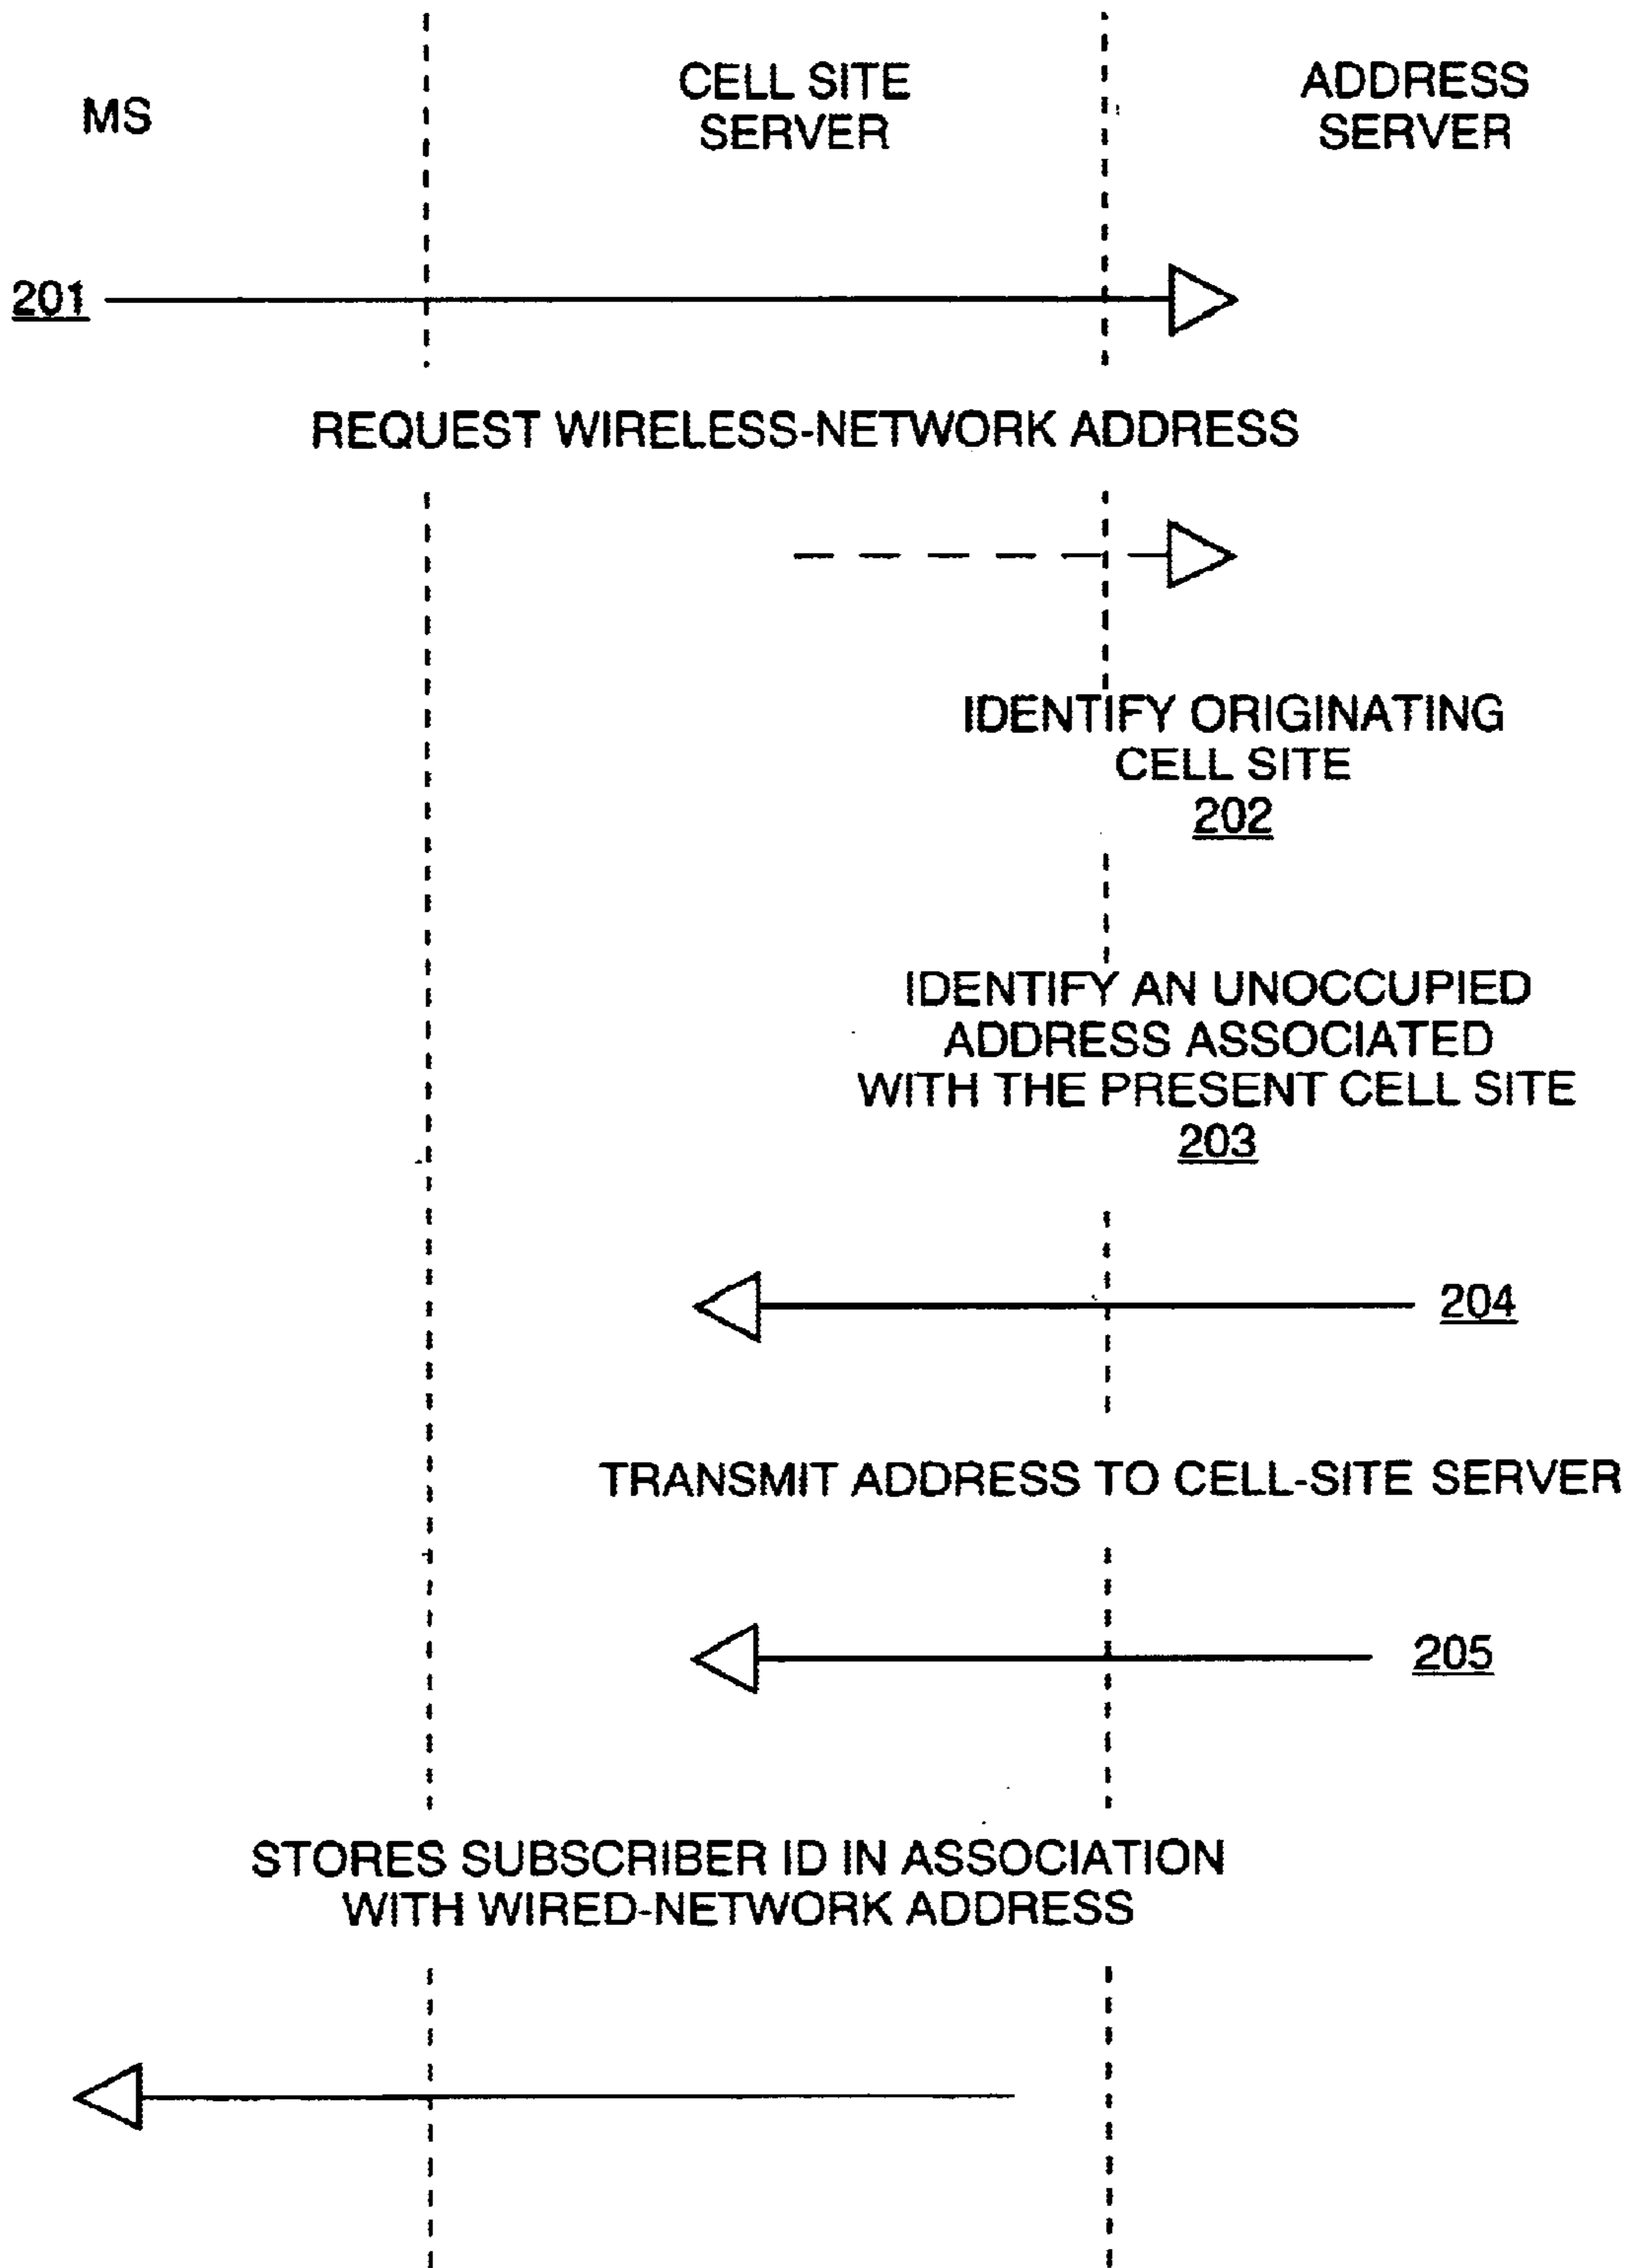 MS
CELL SITE
SERVER
ADDRESS
SERVER
201
REQUEST WIRELESS-NETWORK ADDRESS
IDENTIFY ORIGINATING
CELL SITE
202
IDENTIFY AN UNOCCUPIED
ADDRESS ASSOCIATED
WITH THE PRESENT CELL SITE
203
204
TRANSMIT ADDRESS TO CELL-SITE SERVER
205
STORES SUBSCRIBER ID IN ASSOCIATION
WITH WIRED-NETWORK ADDRESS